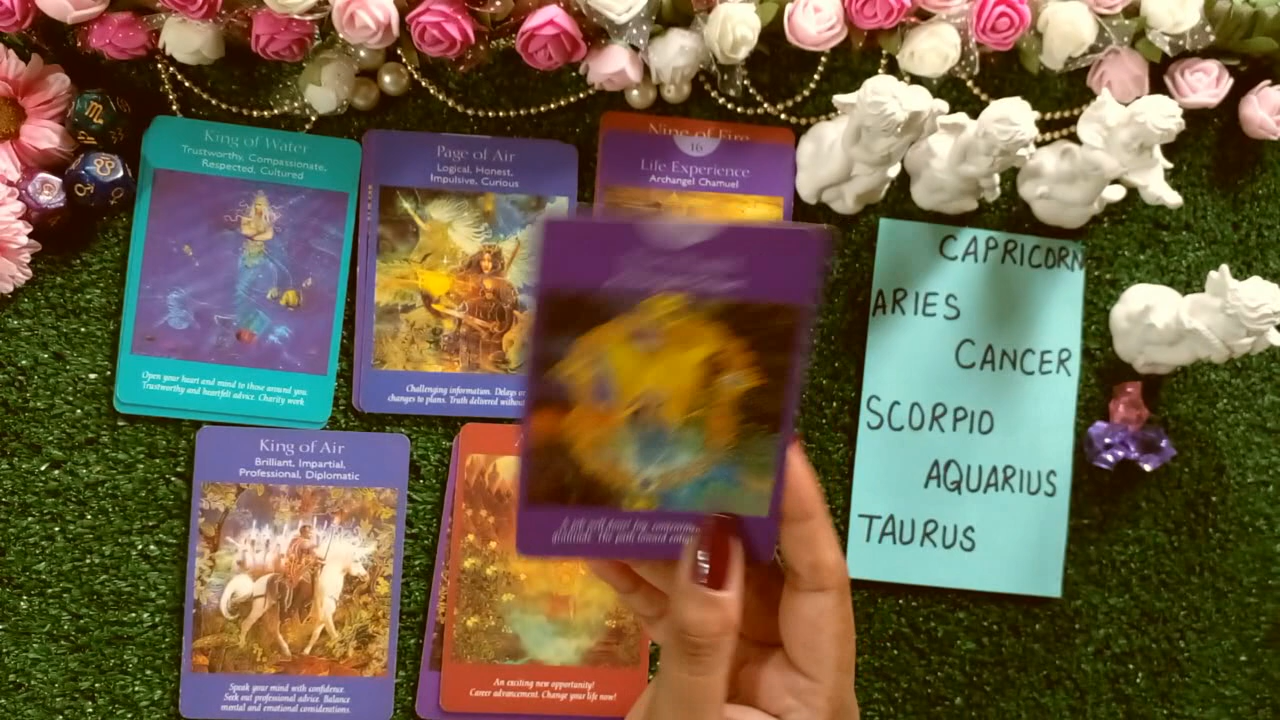 King of Water
Trustworthy, Compassionate,
Respected, Cultured
Open your heart and mind to those around you.
Trustworthy and heartfelt advice. Charity work
Page of Air
Logical, Honest,
Impulsive, Curious
Challenging information. Delays or
changes to plans. Truth delivered without
Nine of Fire
16
Life Experience
Archangel Chamuel
King of Air
Brilliant, Impartial,
Professional, Diplomatic
Speak your mind with confidence.
Seek out professional advice. Balance
mental and emotional considerations.
An exciting new opportunity!
Career advancement. Change your life now!
CAPRICORN
ARIES
CANCER
SCORPIO
AQUARIUS
TAURUS